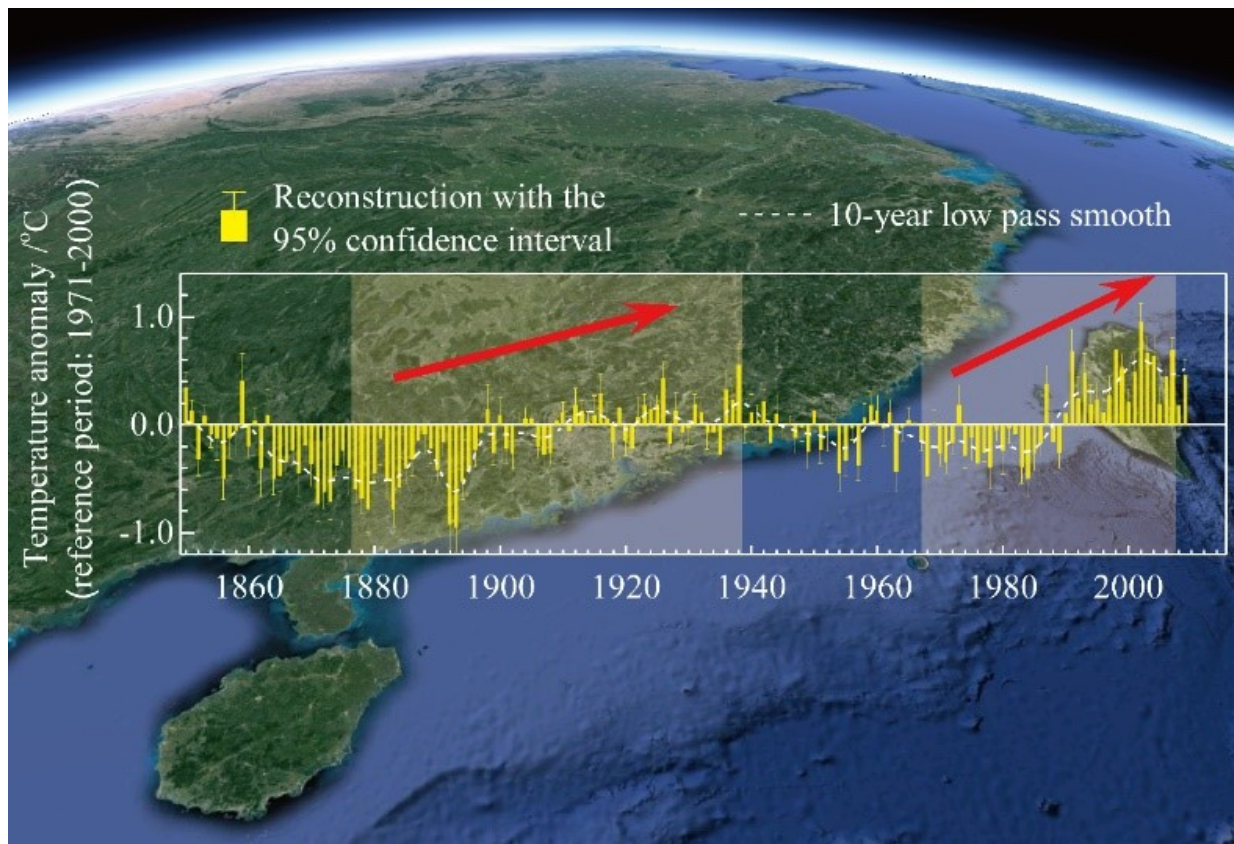 Temperature anomaly /°C
(reference period: 1971-2000)
Reconstruction with the
95% confidence interval
10-year low pass smooth
1.0
0.0
-1.0
1860 1880 1900 1920 1940 1960 1980 2000